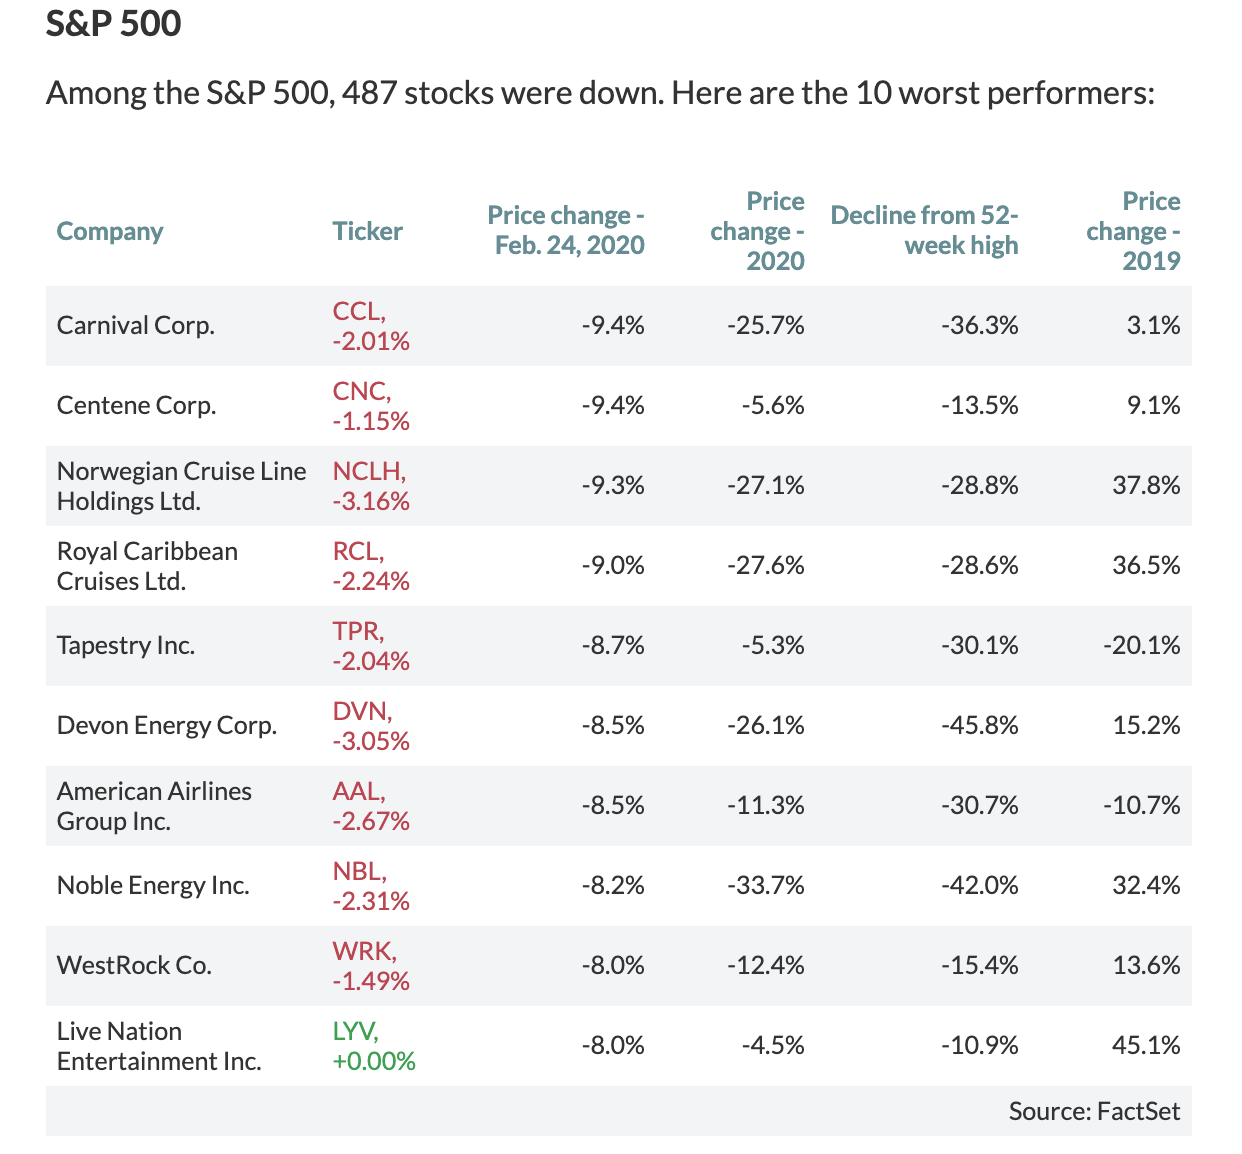 S&P 500
Among the S&P 500, 487 stocks were down. Here are the 10 worst performers:
Company Ticker Price change - Feb. 24, 2020 Price change - 2020 Decline from 52-week high Price change - 2019
Carnival Corp. CCL, -2.01% -9.4% -25.7% -36.3% 3.1%
Centene Corp. CNC, -1.15% -9.4% -5.6% -13.5% 9.1%
Norwegian Cruise Line Holdings Ltd. NCLH, -3.16% -9.3% -27.1% -28.8% 37.8%
Royal Caribbean Cruises Ltd. RCL, -2.24% -9.0% -27.6% -28.6% 36.5%
Tapestry Inc. TPR, -2.04% -8.7% -5.3% -30.1% -20.1%
Devon Energy Corp. DVN, -3.05% -8.5% -26.1% -45.8% 15.2%
American Airlines Group Inc. AAL, -2.67% -8.5% -11.3% -30.7% -10.7%
Noble Energy Inc. NBL, -2.31% -8.2% -33.7% -42.0% 32.4%
WestRock Co. WRK, -1.49% -8.0% -12.4% -15.4% 13.6%
Live Nation Entertainment Inc. LYV, +0.00% -8.0% -4.5% -10.9% 45.1%
Source: FactSet